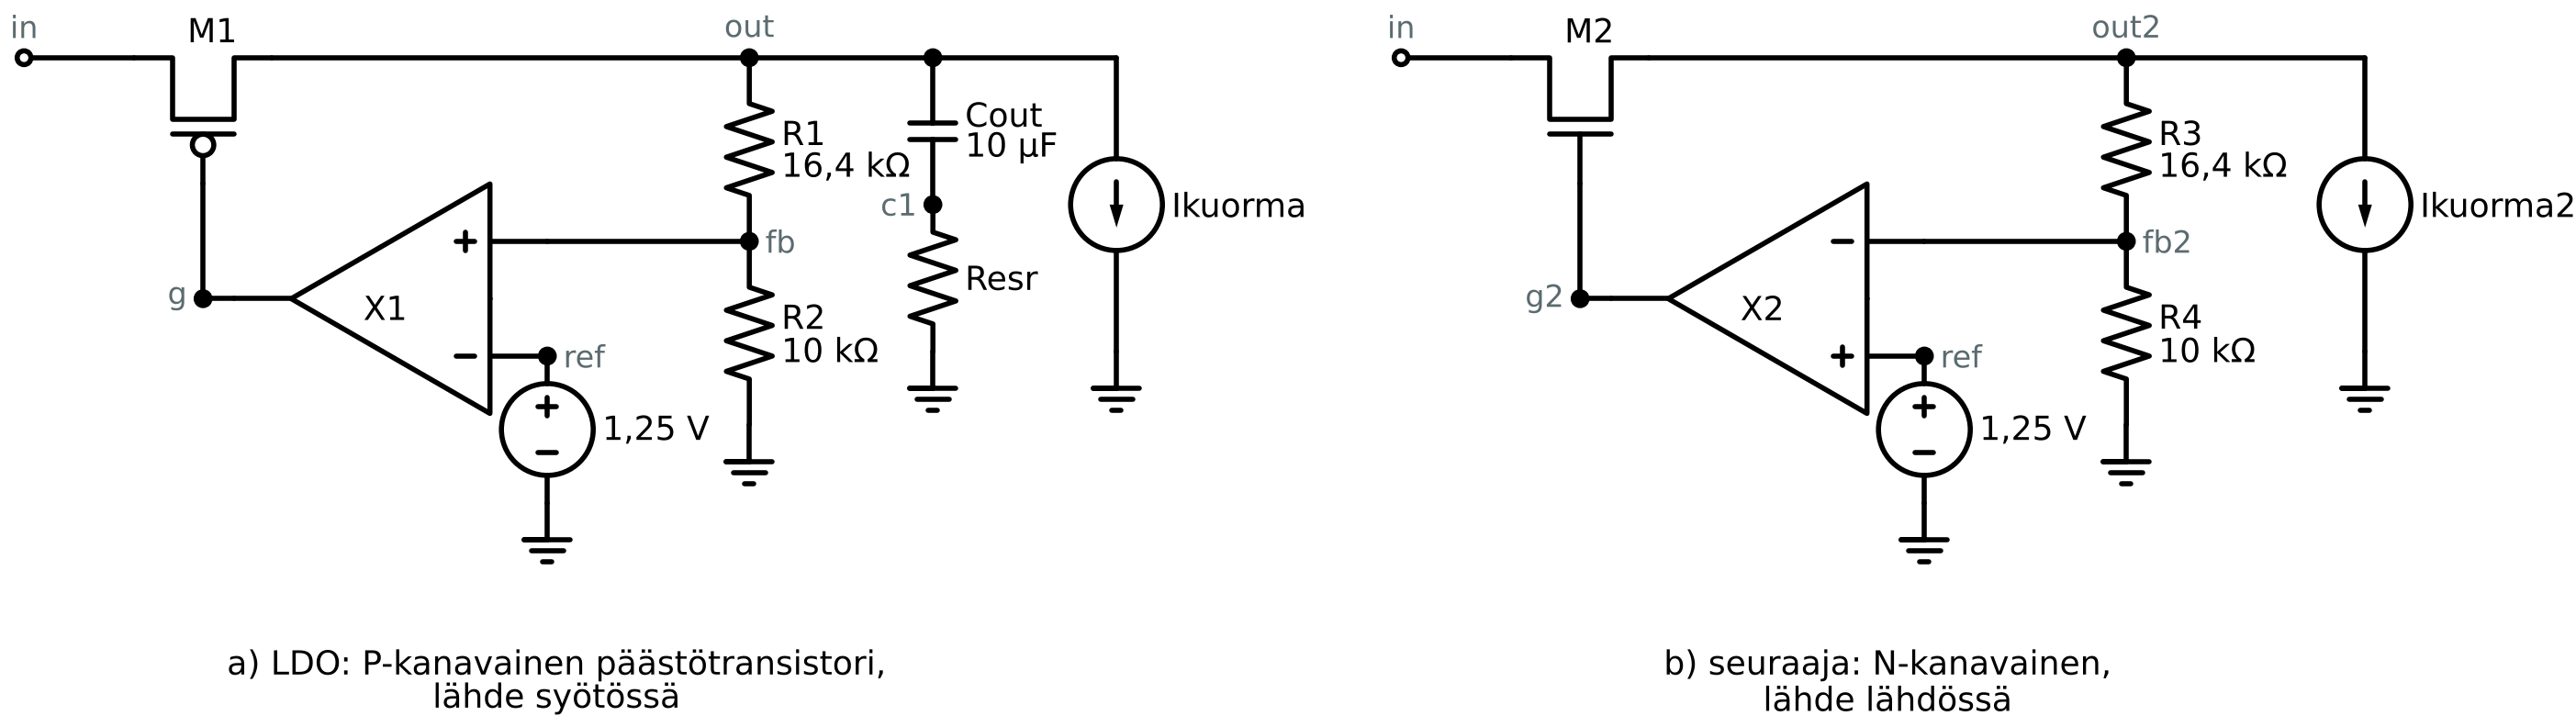 in
M1
out
R1
16,4 kΩ
Cout
10 µF
c1
Resr
Ikuorma
+
fb
g
X1
R2
10 kΩ
−
ref
+
−
1,25 V
a) LDO: P-kanavainen päästötransistori,
lähde syötössä
in
M2
out2
R3
16,4 kΩ
Ikuorma2
−
fb2
g2
X2
R4
10 kΩ
+
ref
+
−
1,25 V
b) seuraaja: N-kanavainen,
lähde lähdössä